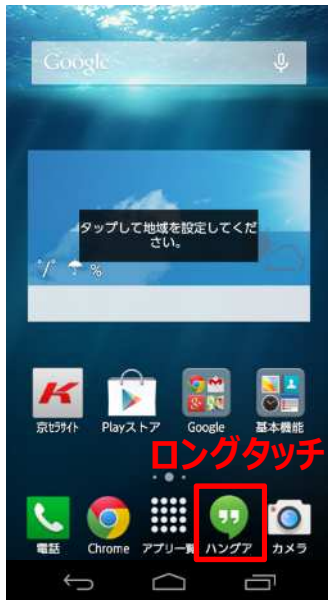 Google
タップして地域を設定してくだ
さい。
°/° %
京セラサイト Playストア Google 基本機能
ロングタッチ
電話 Chrome アプリ一覧 ハングア カメラ